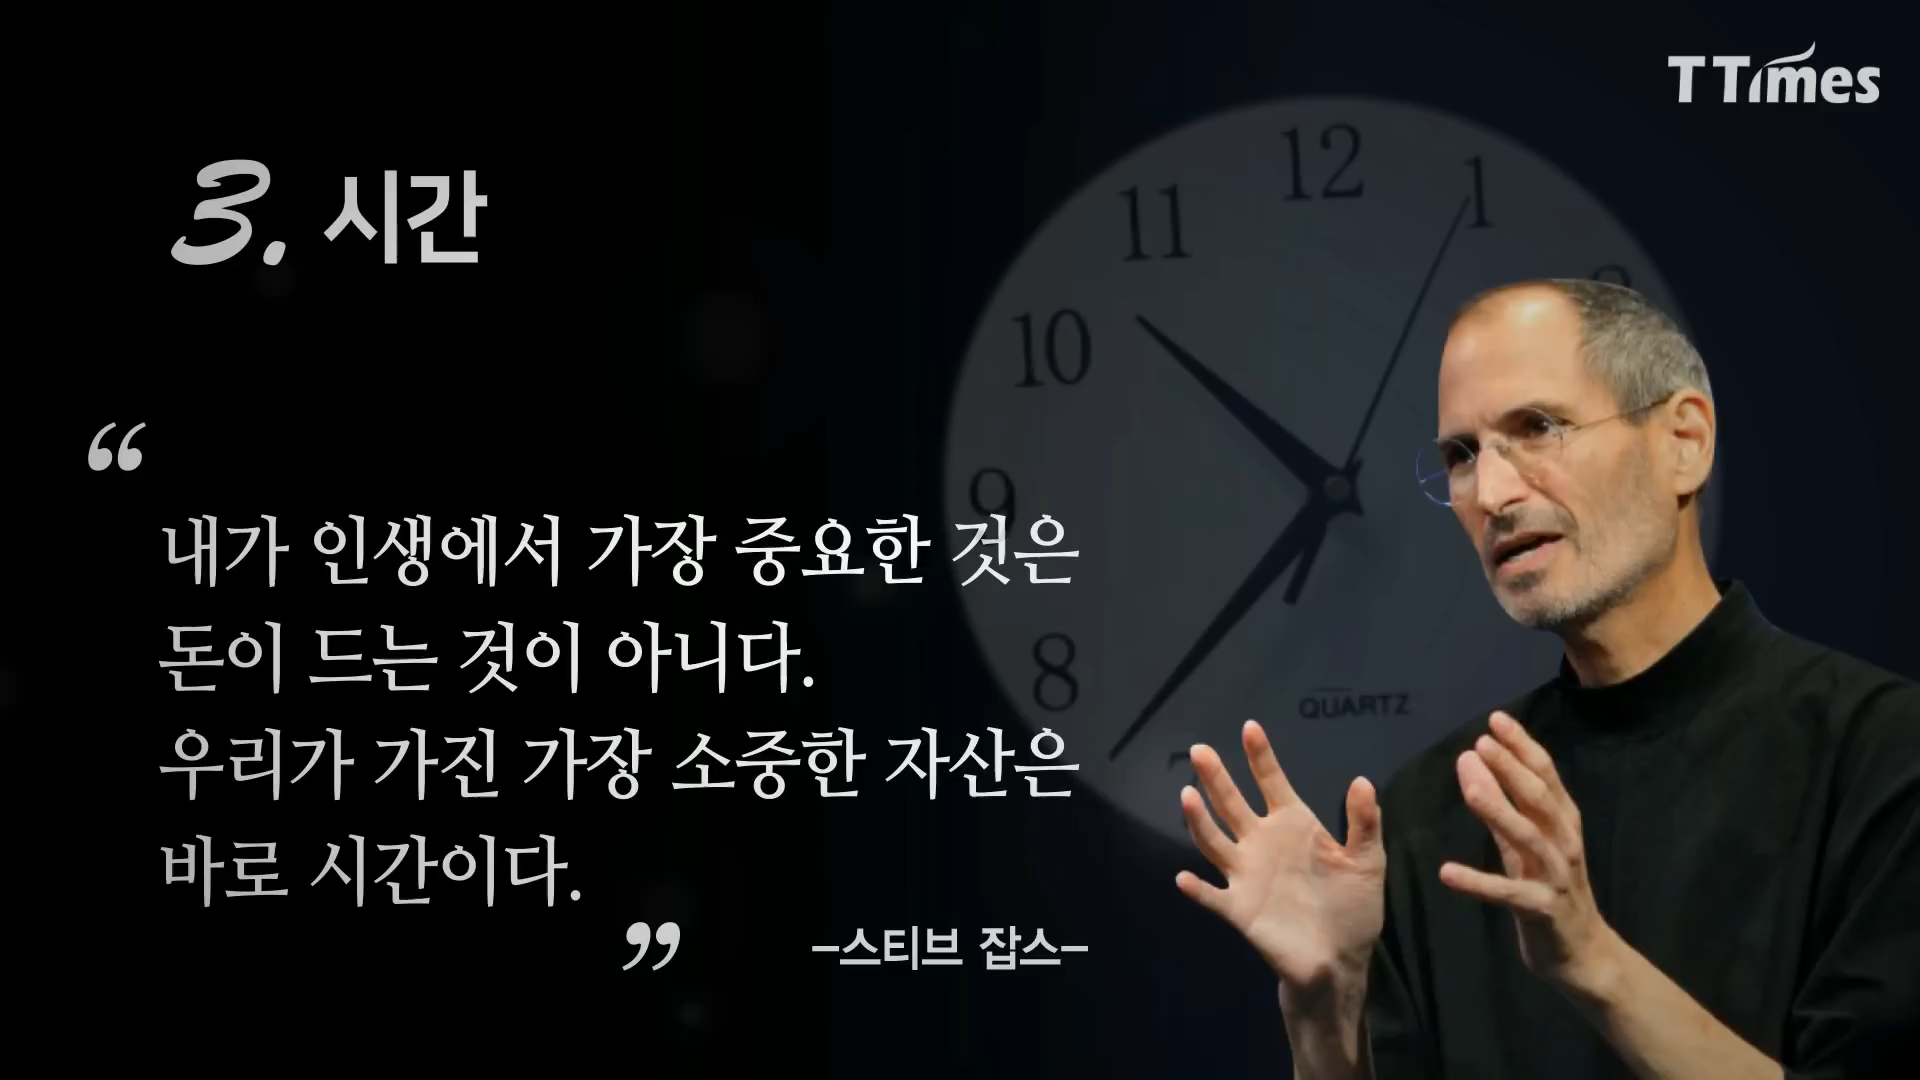 TTimes
3. 시간
12
1
11
10
9
8
QUARTZ
“
내가 인생에서 가장 중요한 것은
돈이 드는 것이 아니다.
우리가 가진 가장 소중한 자산은
바로 시간이다.
”
–스티브 잡스–